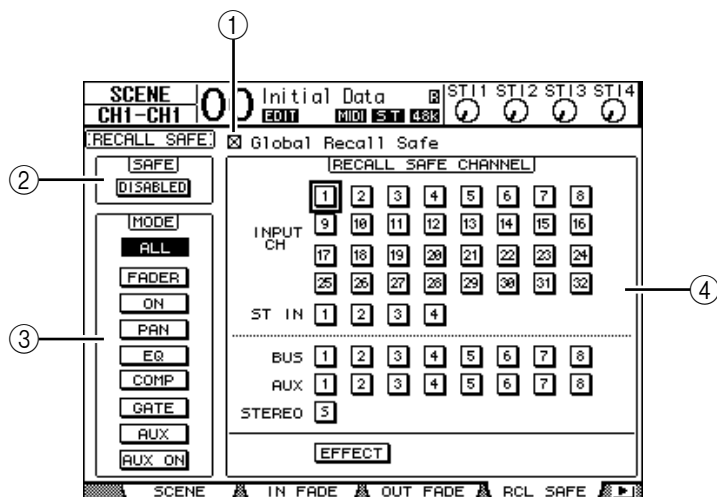 1
SCENE
CH1-CH1
00 Initial Data R
EDIT MIDI ST 48K
STI1 STI2 STI3 STI4
RECALL SAFE
Global Recall Safe
2
SAFE
DISABLED
3
MODE
ALL
FADER
ON
PAN
EQ
COMP
GATE
AUX
AUX ON
RECALL SAFE CHANNEL
4
INPUT CH
1 2 3 4 5 6 7 8
9 10 11 12 13 14 15 16
17 18 19 20 21 22 23 24
25 26 27 28 29 30 31 32
ST IN 1 2 3 4
BUS 1 2 3 4 5 6 7 8
AUX 1 2 3 4 5 6 7 8
STEREO S
EFFECT
SCENE IN FADE OUT FADE RCL SAFE